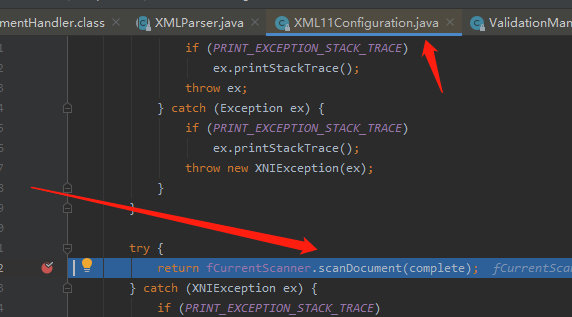 mentHandler.class × XMLParser.java × XML11Configuration.java × ValidationMan
if (PRINT_EXCEPTION_STACK_TRACE)
ex.printStackTrace();
throw ex;
} catch (Exception ex) {
if (PRINT_EXCEPTION_STACK_TRACE)
ex.printStackTrace();
throw new XNIException(ex);
}
}
try {
return fCurrentScanner.scanDocument(complete); fCurrentScan
} catch (XNIException ex) {
if (PRINT_EXCEPTION_STACK_TRACE)